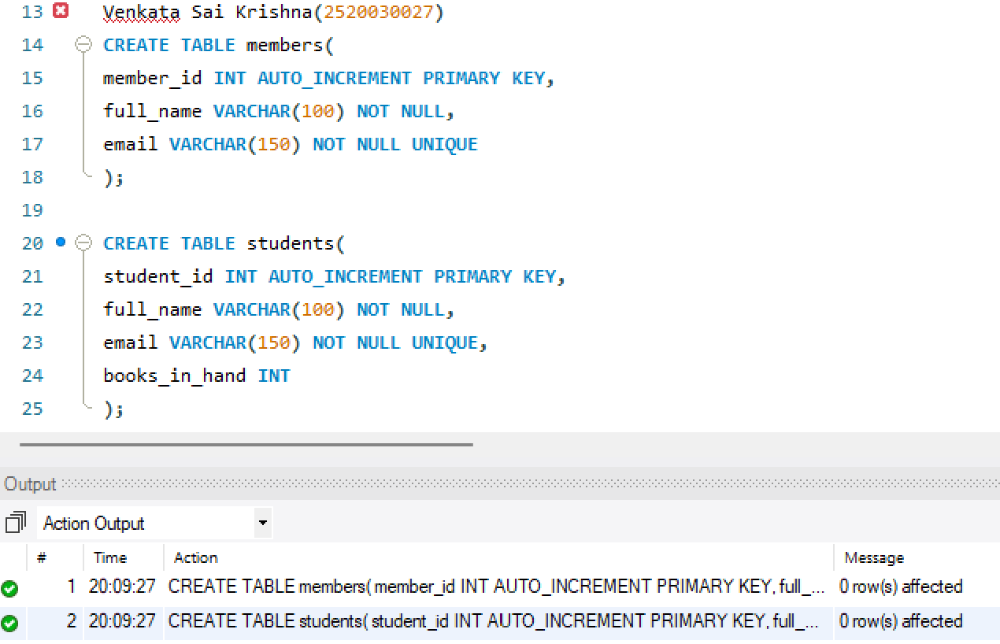 13 Venkata Sai Krishna(2520030027)
14 CREATE TABLE members(
15 member_id INT AUTO_INCREMENT PRIMARY KEY,
16 full_name VARCHAR(100) NOT NULL,
17 email VARCHAR(150) NOT NULL UNIQUE
18 );
19
20 CREATE TABLE students(
21 student_id INT AUTO_INCREMENT PRIMARY KEY,
22 full_name VARCHAR(100) NOT NULL,
23 email VARCHAR(150) NOT NULL UNIQUE,
24 books_in_hand INT
25 );
Output
Action Output
# Time Action Message
1 20:09:27 CREATE TABLE members( member_id INT AUTO_INCREMENT PRIMARY KEY, full_... 0 row(s) affected
2 20:09:27 CREATE TABLE students( student_id INT AUTO_INCREMENT PRIMARY KEY, full_... 0 row(s) affected